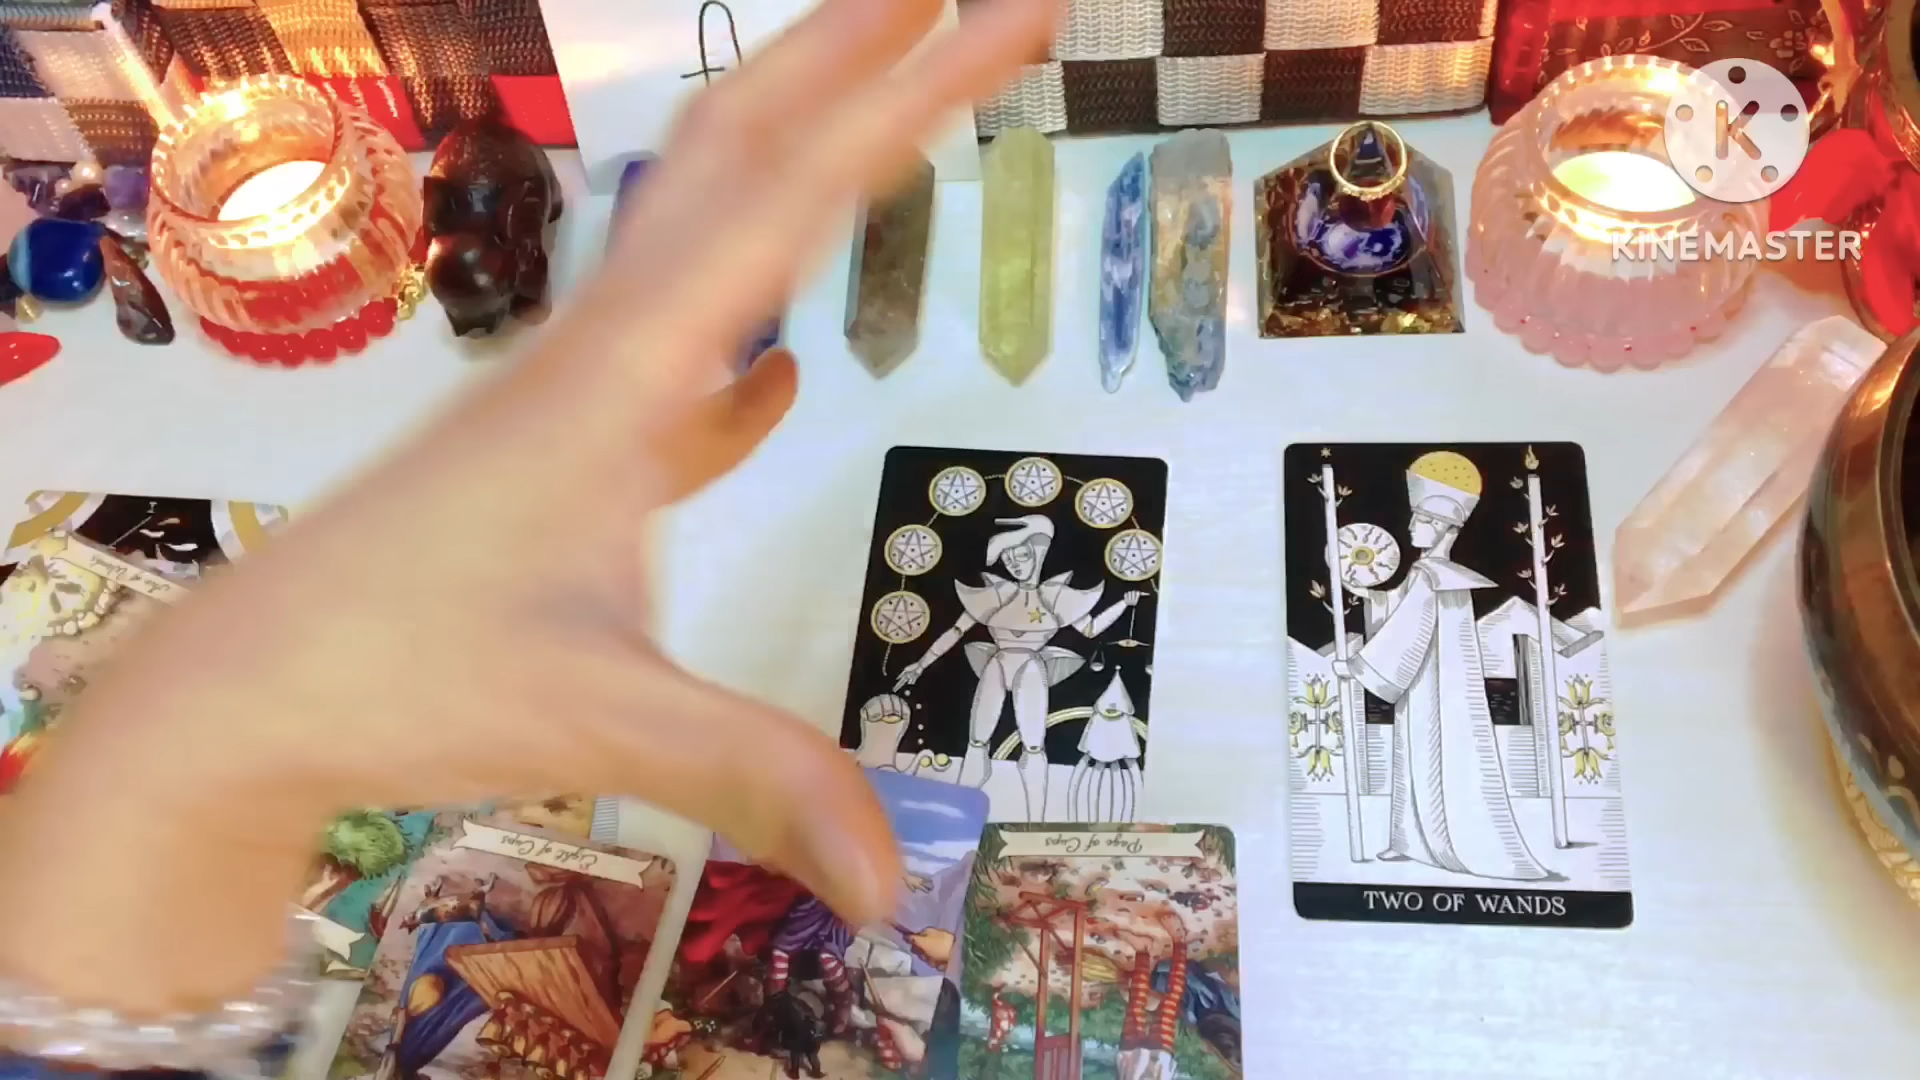 K
KINEMASTER
I
Eight of Cups
Page of Cups
TWO OF WANDS